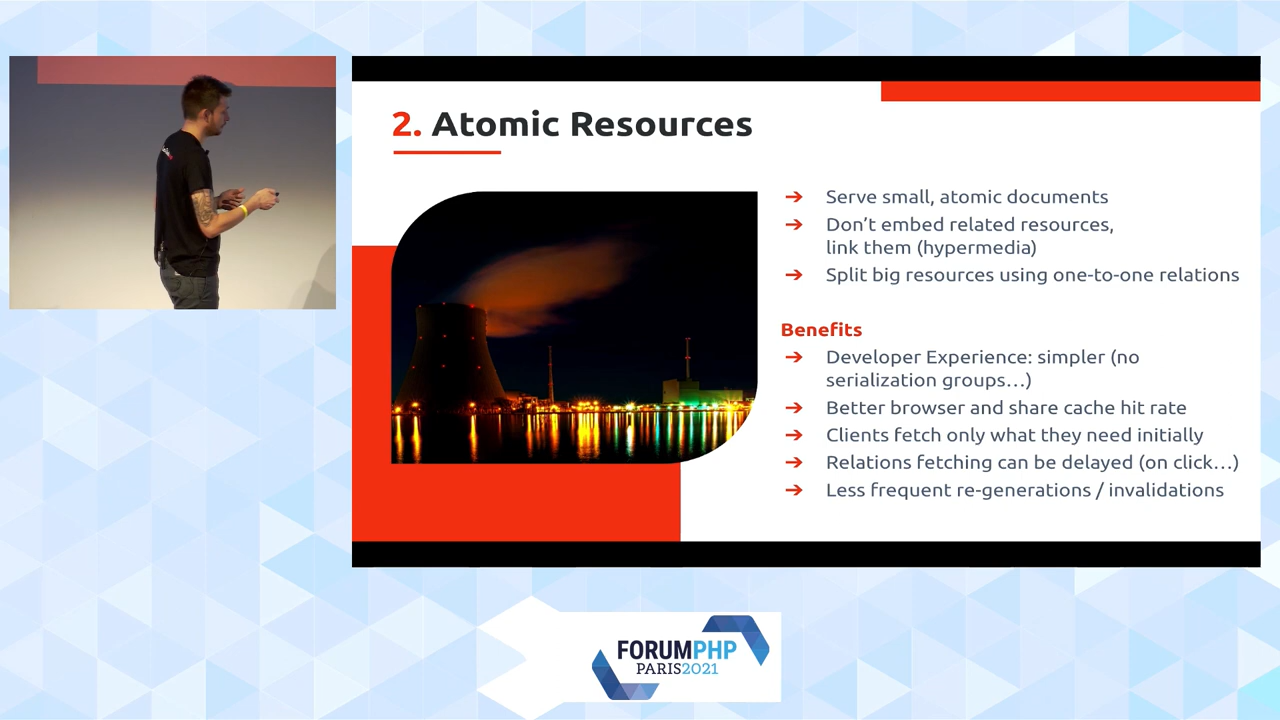 2. Atomic Resources
➔ Serve small, atomic documents
➔ Don’t embed related resources,
link them (hypermedia)
➔ Split big resources using one-to-one relations
Benefits
➔ Developer Experience: simpler (no
serialization groups…)
➔ Better browser and share cache hit rate
➔ Clients fetch only what they need initially
➔ Relations fetching can be delayed (on click…)
➔ Less frequent re-generations / invalidations
FORUMPHP
PARIS2021